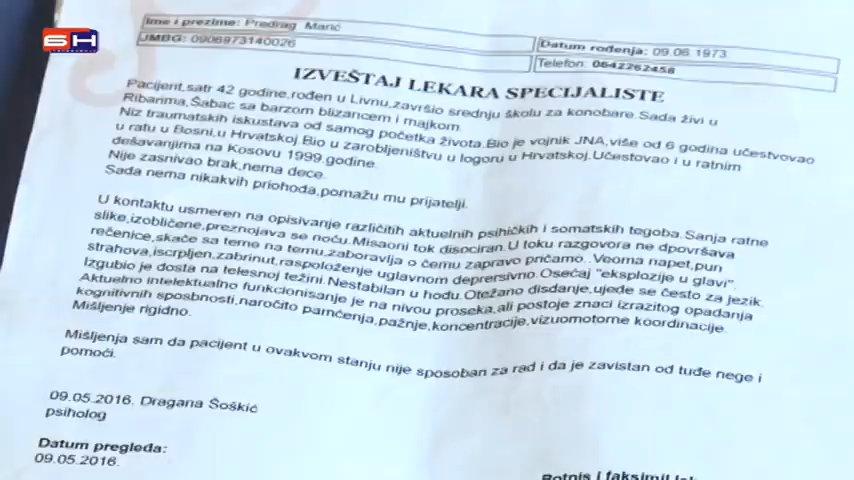 6H
Ime i prezime: Predrag Marić
JMBG: 0906973140026
Datum rođenja: 09.06.1973
Telefon: 0642262458
IZVEŠTAJ LEKARA SPECIJALISTE
Pacijent,satr 42 godine,rođen u Livnu,završio srednju školu za konobare.Sada živi u
Ribarima,Šabac sa barzom blizancem i majkom.
Niz traumatskih iskustava od samog početka života.Bio je vojnik JNA,više od 6 godina učestvovao
u ratu u Bosni,u Hrvatskoj.Bio u zarobljeništvu u logoru u Hrvatskoj.Učestovao i u ratnim
dešavanjima na Kosovu 1999.godine.
Nije zasnivao brak,nema dece.
Sada nema nikakvih priohoda,pomažu mu prijatelji.
U kontaktu usmeren na opisivanje različitih aktuelnih psihičkih i somatskih tegoba.Sanja ratne
slike,izobličene,preznojava se noću.Misaoni tok disociran.U toku razgovora ne dpovršava
rečenice,skače sa teme na temu,zaboravlja o čemu zapravo pričamo..Veoma napet,pun
strahova,iscrpljen,zabrinut,raspoloženje uglavnom deprersivno.Osećaj "eksplozije u glavi".
Izgubio je dosta na telesnoj težini.Nestabilan u hodu.Otežano disdanje,ujede se često za jezik.
Aktuelno intelektualno funkcionisanje je na nivou proseka,ali postoje znaci izrazitog opadanja
kognitivnih sposbnosti,naročito pamćenja,pažnje,koncentracije,vizuomotorne koordinacije.
Mišljenje rigidno.
Mišljenja sam da pacijent u ovakvom stanju nije sposoban za rad i da je zavistan od tuđe nege i
pomoći.
09.05.2016. Dragana Šoškić
psiholog
Datum pregleda:
09.05.2016.
Potpis i faksimil